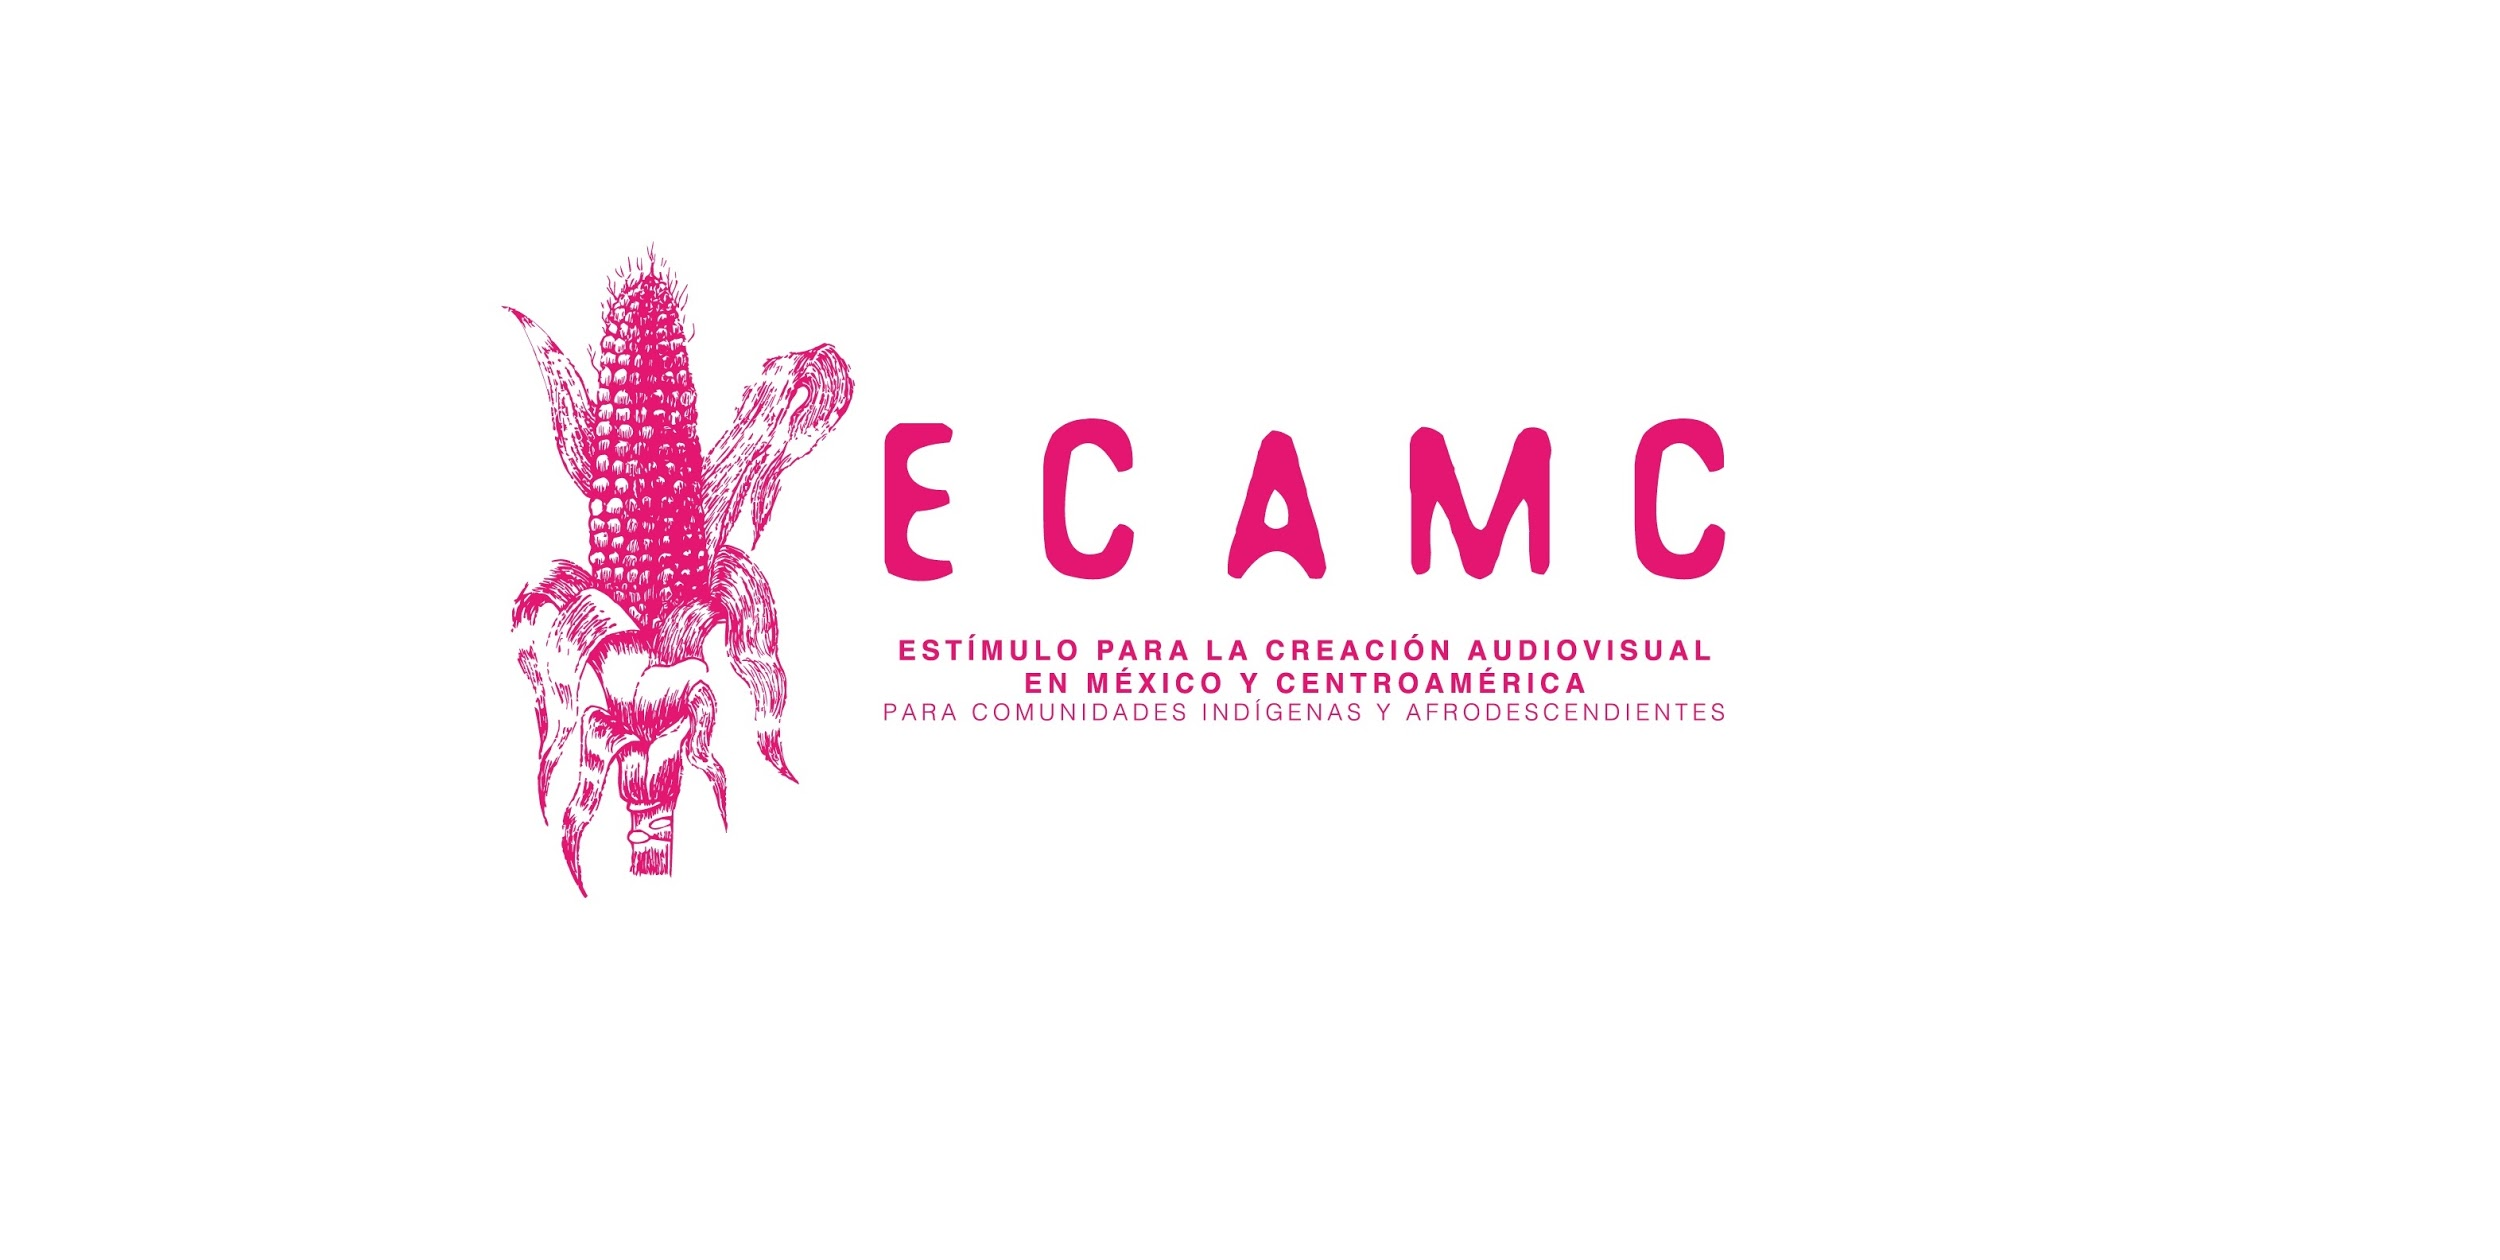 ECAMC
ESTÍMULO PARA LA CREACIÓN AUDIOVISUAL
EN MÉXICO Y CENTROAMÉRICA
PARA COMUNIDADES INDÍGENAS Y AFRODESCENDIENTES